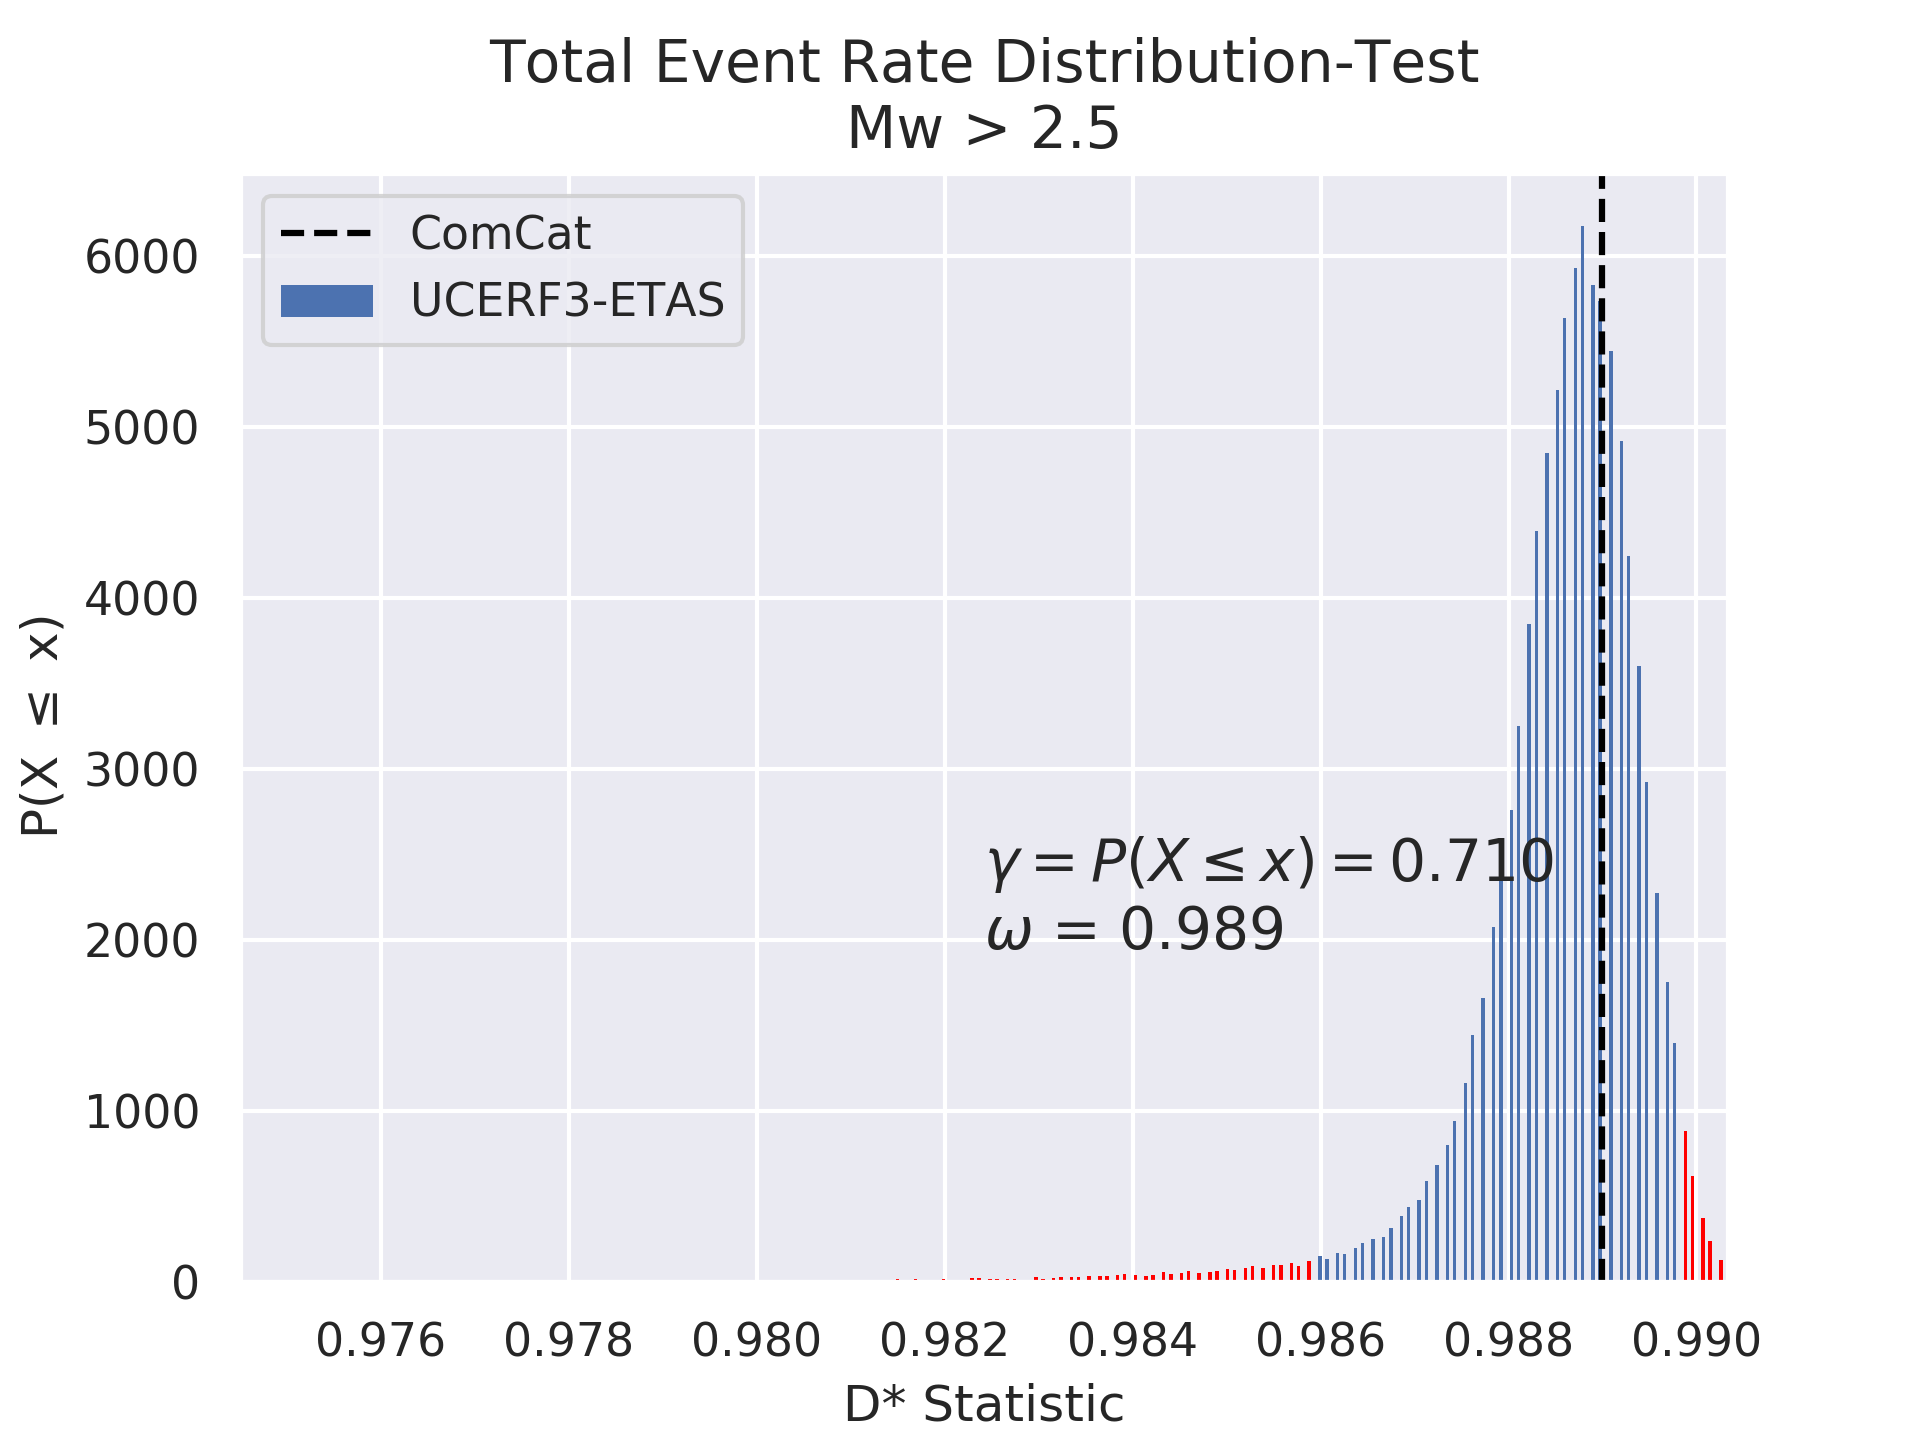 Total Event Rate Distribution-Test
Mw > 2.5
ComCat
UCERF3-ETAS
6000
5000
4000
3000
2000
1000
0
P(X ≤ x)
γ = P(X ≤ x) = 0.710
ω = 0.989
0.976 0.978 0.980 0.982 0.984 0.986 0.988 0.990
D* Statistic